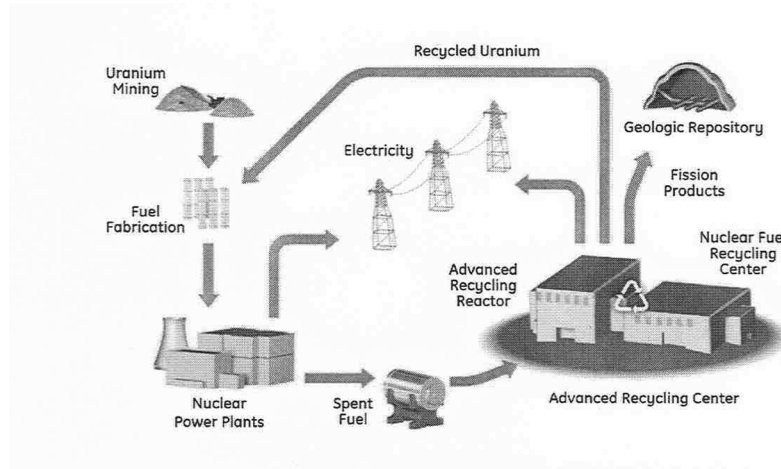 Recycled Uranium
Uranium
Mining
Geologic Repository
Electricity
Fission
Products
Fuel
Fabrication
Nuclear Fue
Recycling
Center
Advanced
Recycling
Reactor
Nuclear
Power Plants
Spent
Fuel
Advanced Recycling Center